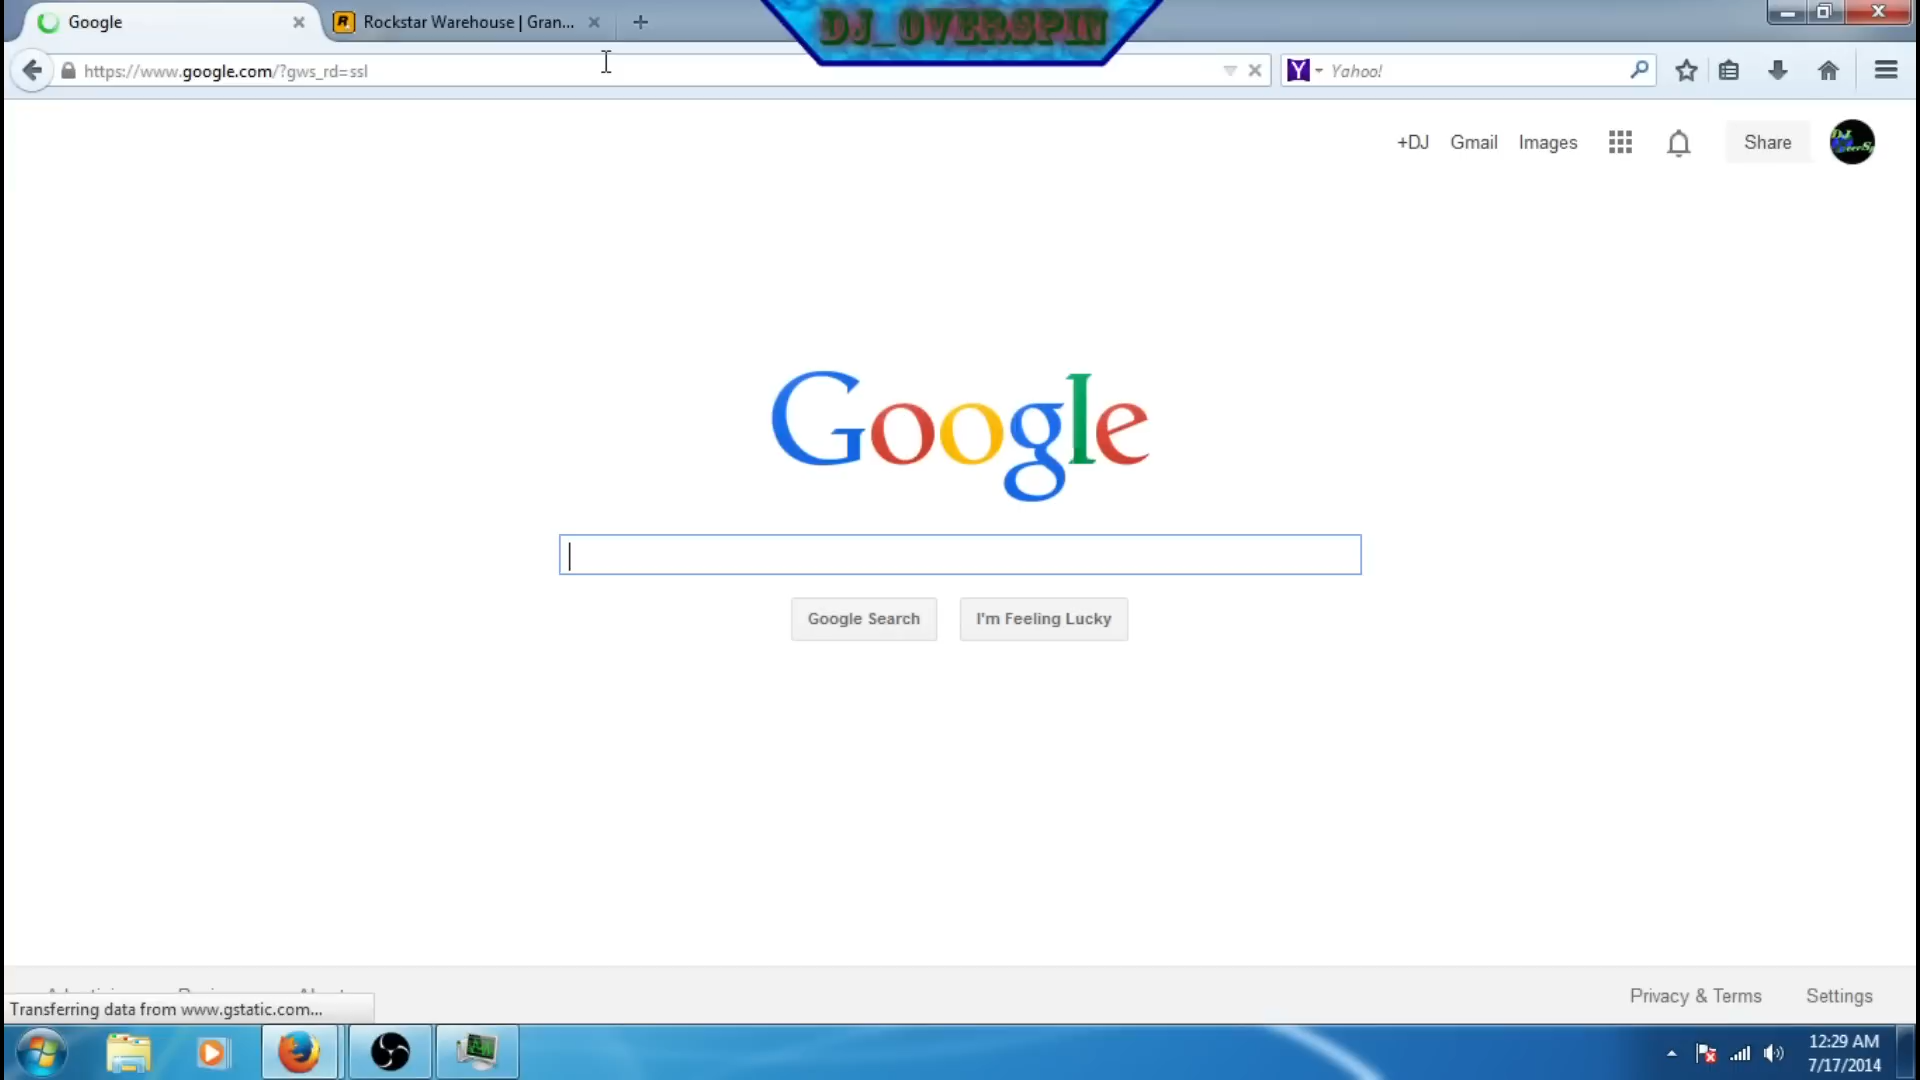 Google
Rockstar Warehouse | Gran...
DJ_OVERSPIN
https://www.google.com/?gws_rd=ssl
Yahoo!
+DJ
Gmail
Images
Share
Google
Google Search
I'm Feeling Lucky
Privacy & Terms
Settings
Transferring data from www.gstatic.com...
12:29 AM
7/17/2014